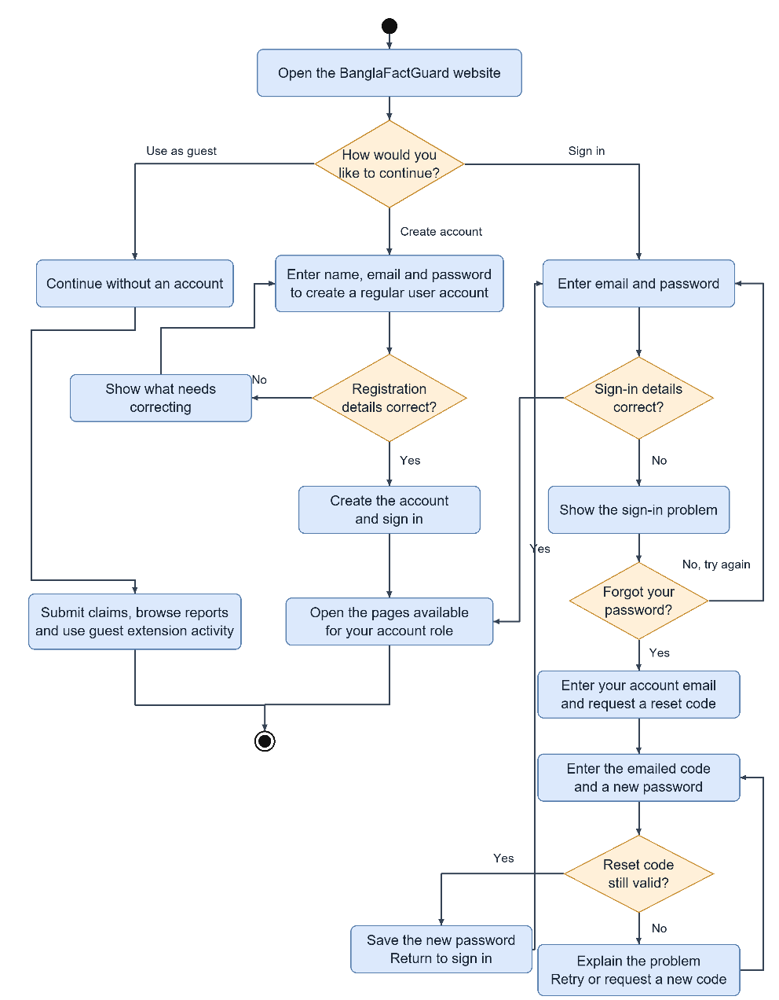 Open the BanglaFactGuard website
How would you
like to continue?
Use as guest
Sign in
Create account
Continue without an account
Enter name, email and password
to create a regular user account
Enter email and password
Show what needs
correcting
No
Registration
details correct?
Sign-in details
correct?
Yes
No
Create the account
and sign in
Show the sign-in problem
Yes
No, try again
Submit claims, browse reports
and use guest extension activity
Open the pages available
for your account role
Forgot your
password?
Yes
Enter your account email
and request a reset code
Enter the emailed code
and a new password
Yes
Reset code
still valid?
No
Save the new password
Return to sign in
Explain the problem
Retry or request a new code